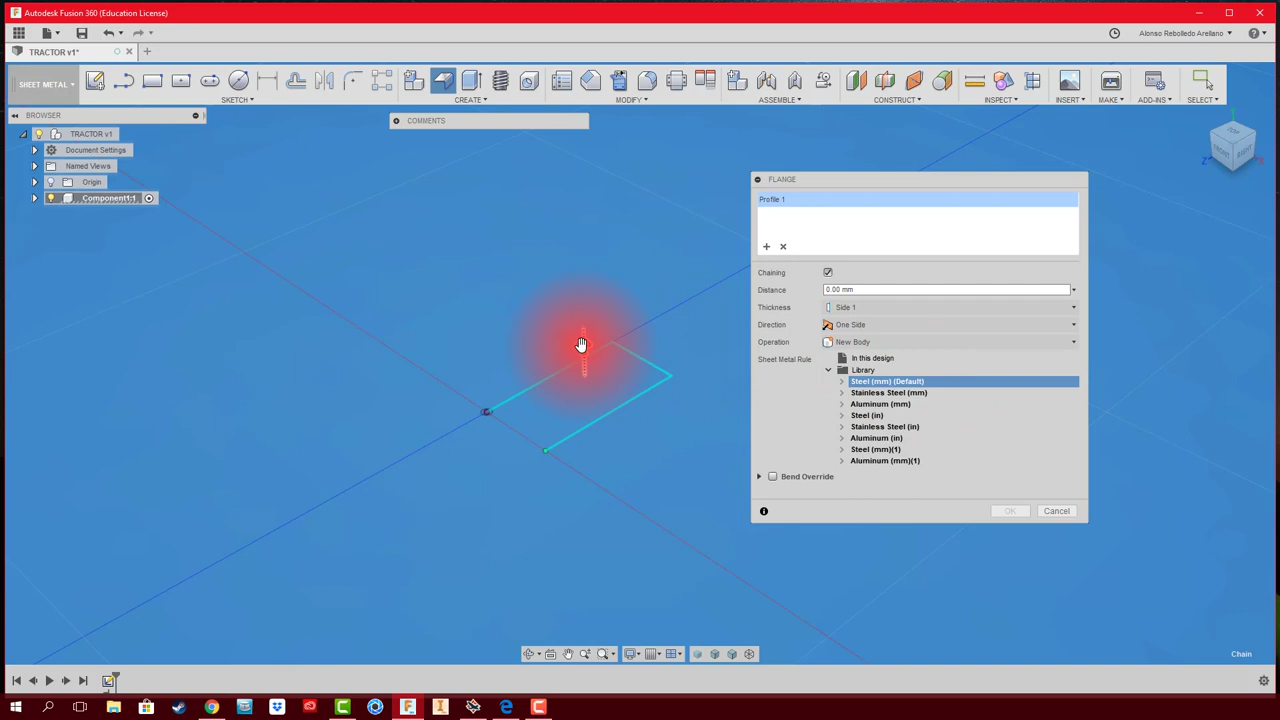 Autodesk Fusion 360 (Education License)
Alonso Rebolledo Arellano
TRACTOR v1*
SHEET METAL
SKETCH
CREATE
MODIFY
ASSEMBLE
CONSTRUCT
INSPECT
INSERT
MAKE
ADD-INS
SELECT
BROWSER
COMMENTS
TRACTOR v1
Document Settings
Named Views
Origin
Component1:1
TOP
FRONT
RIGHT
Z
X
FLANGE
Profile 1
Chaining
Distance 0.00 mm
Thickness Side 1
Direction One Side
Operation New Body
Sheet Metal Rule In this design
Library
Steel (mm) (Default)
Stainless Steel (mm)
Aluminum (mm)
Steel (in)
Stainless Steel (in)
Aluminum (in)
Steel (mm)(1)
Aluminum (mm)(1)
Bend Override
OK Cancel
Chain